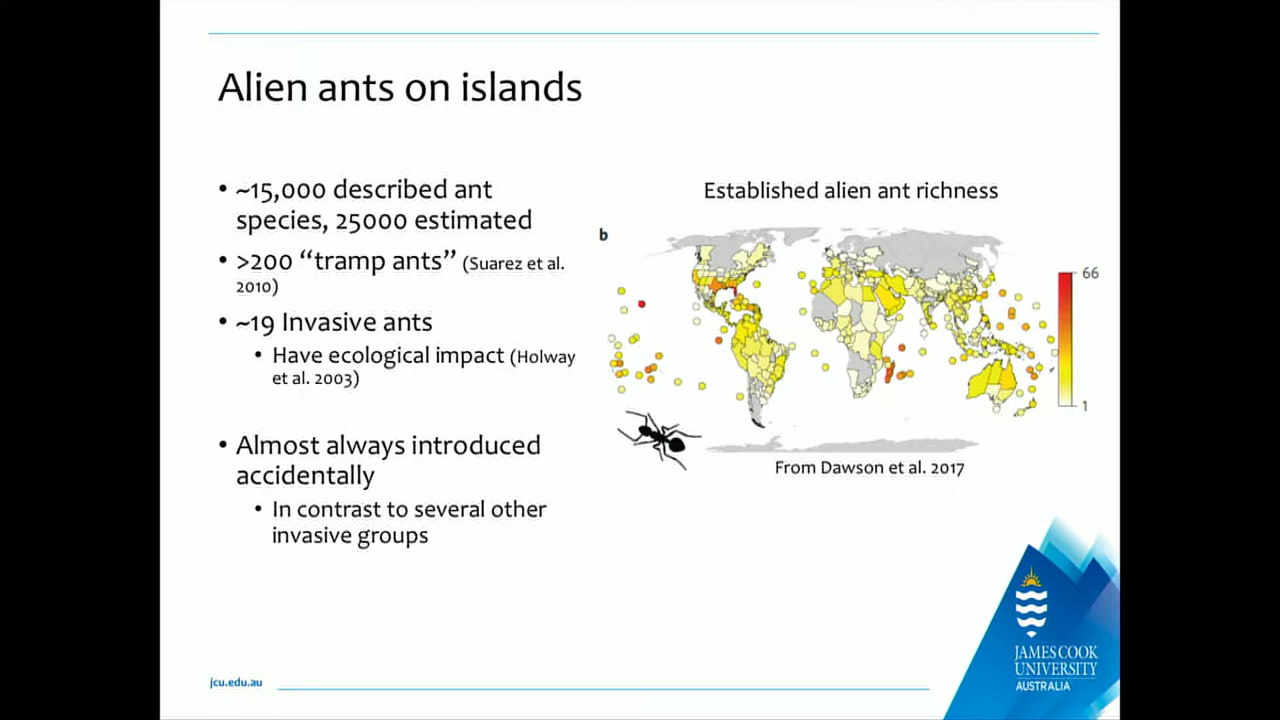 Alien ants on islands
• ~15,000 described ant
species, 25000 estimated
• >200 “tramp ants” (Suarez et al.
2010)
• ~19 Invasive ants
• Have ecological impact (Holway
et al. 2003)
• Almost always introduced
accidentally
• In contrast to several other
invasive groups
Established alien ant richness
b
66
1
From Dawson et al. 2017
JAMES COOK
UNIVERSITY
AUSTRALIA
jcu.edu.au